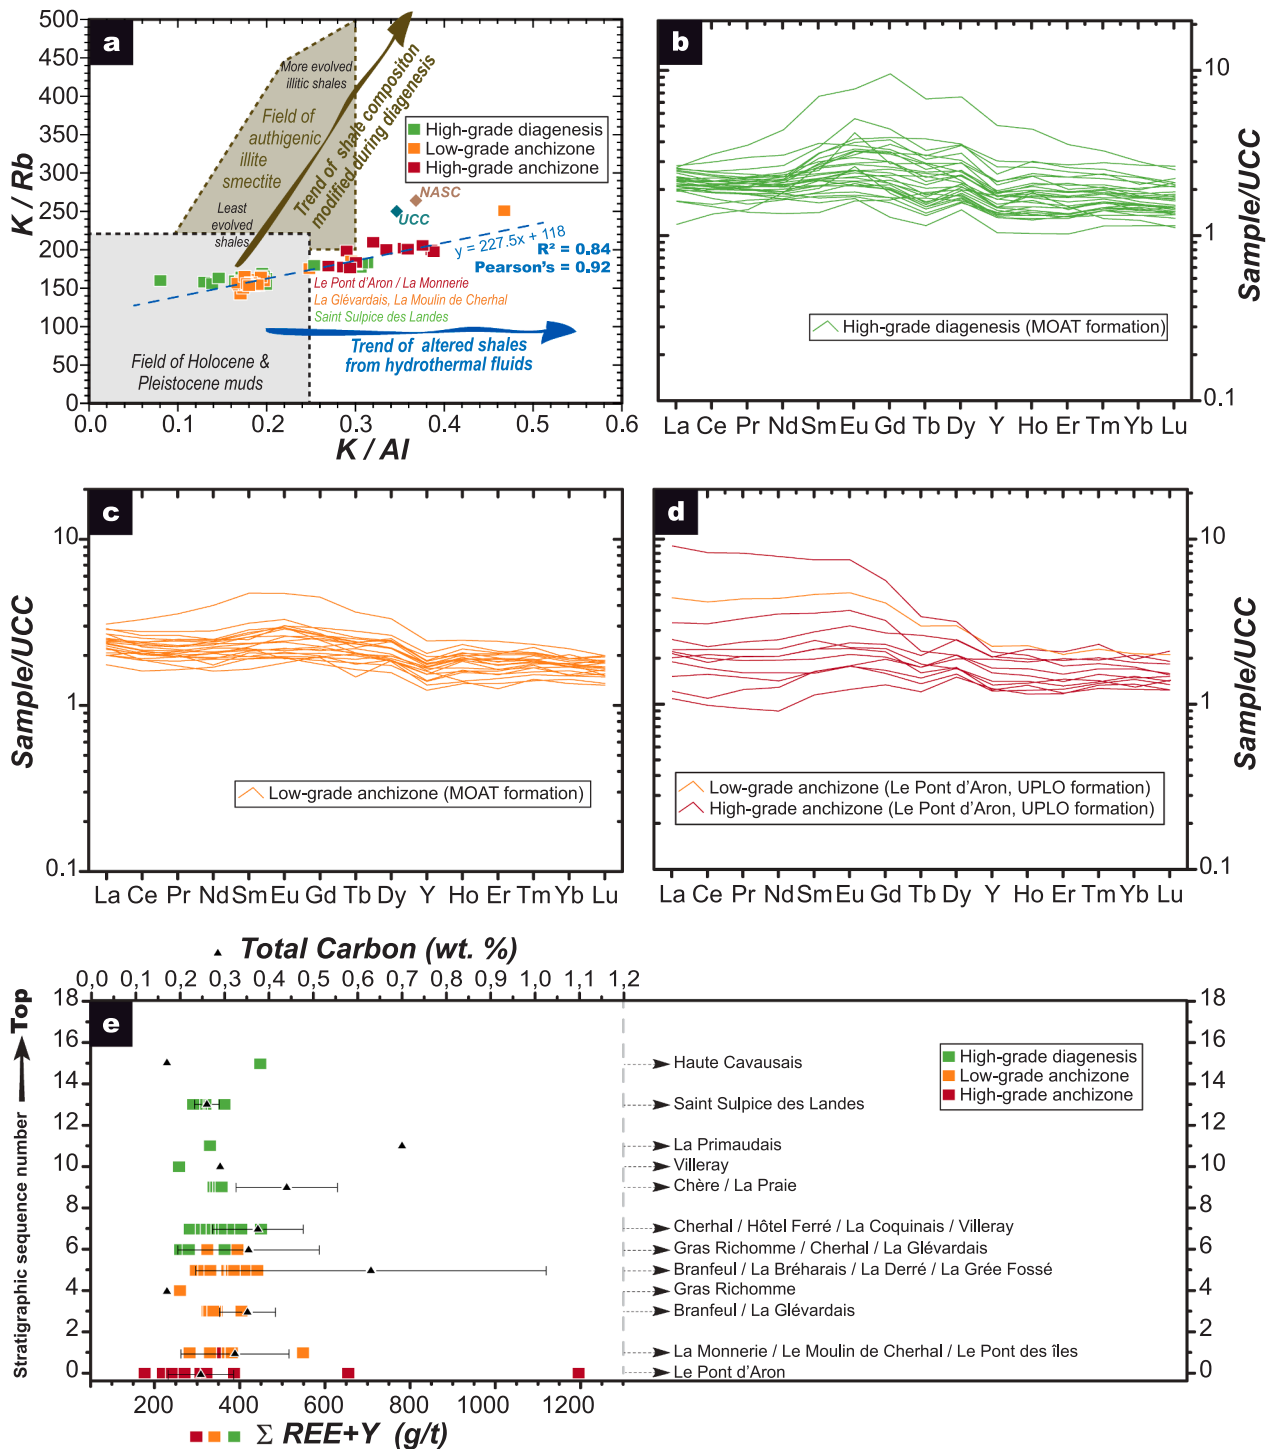 a
500
450
400
350
300
250
200
150
100
50
0
K / Rb
0.0 0.1 0.2 0.3 0.4 0.5 0.6
K / Al
More evolved
illitic shales
Field of
authigenic
illite
smectite
Least
evolved
shales
Trend of shale compositon
modified during diagenesis
High-grade diagenesis
Low-grade anchizone
High-grade anchizone
NASC
UCC
y = 227.5x + 118
R² = 0.84
Pearson's = 0.92
Le Pont d'Aron / La Monnerie
La Glévardais, La Moulin de Cherhal
Saint Sulpice des Landes
Trend of altered shales
from hydrothermal fluids
Field of Holocene &
Pleistocene muds
b
10
1
0.1
Sample/UCC
High-grade diagenesis (MOAT formation)
La Ce Pr Nd Sm Eu Gd Tb Dy Y Ho Er Tm Yb Lu
c
10
1
0.1
Sample/UCC
Low-grade anchizone (MOAT formation)
La Ce Pr Nd Sm Eu Gd Tb Dy Y Ho Er Tm Yb Lu
d
10
1
0.1
Sample/UCC
Low-grade anchizone (Le Pont d'Aron, UPLO formation)
High-grade anchizone (Le Pont d'Aron, UPLO formation)
La Ce Pr Nd Sm Eu Gd Tb Dy Y Ho Er Tm Yb Lu
Total Carbon (wt. %)
0,0 0,1 0,2 0,3 0,4 0,5 0,6 0,7 0,8 0,9 1,0 1,1 1,2
e
Stratigraphic sequence number Top
18 18
16 16
14 14
12 12
10 10
8 8
6 6
4 4
2 2
0 0
High-grade diagenesis
Low-grade anchizone
High-grade anchizone
Haute Cavausais
Saint Sulpice des Landes
La Primaudais
Villeray
Chère / La Praie
Cherhal / Hôtel Ferré / La Coquinais / Villeray
Gras Richomme / Cherhal / La Glévardais
Branfeul / La Bréharais / La Derré / La Grée Fossé
Gras Richomme
Branfeul / La Glévardais
La Monnerie / Le Moulin de Cherhal / Le Pont des îles
Le Pont d'Aron
200 400 600 800 1000 1200
Σ REE+Y (g/t)